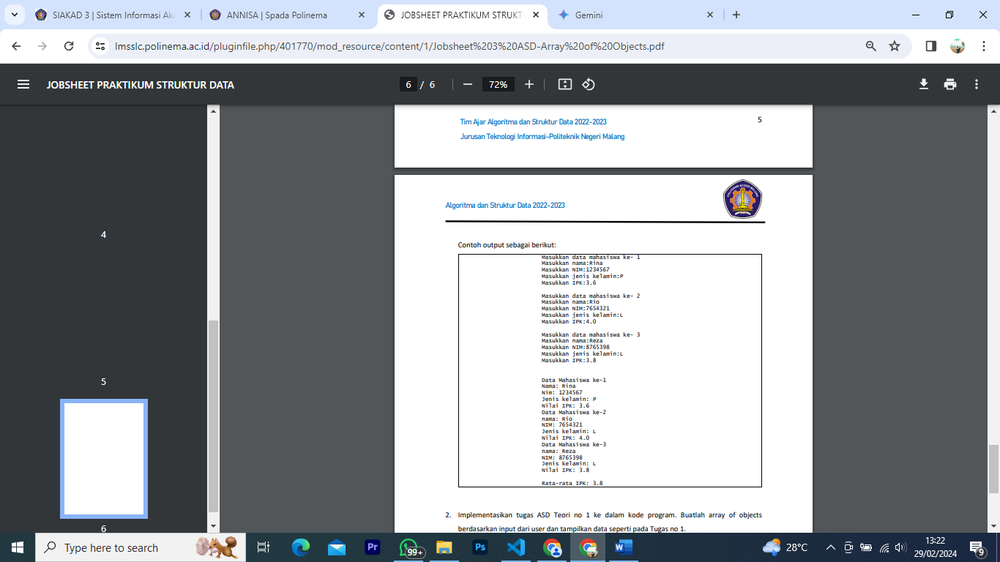 SIAKAD 3 | Sistem Informasi Aka
ANNISA | Spada Polinema
JOBSHEET PRAKTIKUM STRUKT
Gemini
lmsslc.polinema.ac.id/pluginfile.php/401770/mod_resource/content/1/Jobsheet%203%20ASD-Array%20of%20Objects.pdf
JOBSHEET PRAKTIKUM STRUKTUR DATA
6 / 6
72%
4
5
6
Tim Ajar Algoritma dan Struktur Data 2022-2023
5
Jurusan Teknologi Informasi-Politeknik Negeri Malang
Algoritma dan Struktur Data 2022-2023
Contoh output sebagai berikut:
Masukkan data mahasiswa ke- 1
Masukkan nama:Rina
Masukkan NIM:1234567
Masukkan jenis kelamin:P
Masukkan IPK:3.6
Masukkan data mahasiswa ke- 2
Masukkan nama:Rio
Masukkan NIM:7654321
Masukkan jenis kelamin:L
Masukkan IPK:4.0
Masukkan data mahasiswa ke- 3
Masukkan nama:Reza
Masukkan NIM:8765398
Masukkan jenis kelamin:L
Masukkan IPK:3.8
Data Mahasiswa ke-1
Nama: Rina
Nim: 1234567
Jenis kelamin: P
Nilai IPK: 3.6
Data Mahasiswa ke-2
nama: Rio
NIM: 7654321
Jenis kelamin: L
Nilai IPK: 4.0
Data Mahasiswa ke-3
nama: Reza
NIM: 8765398
Jenis kelamin: L
Nilai IPK: 3.8
Rata-rata IPK: 3.8
2. Implementasikan tugas ASD Teori no 1 ke dalam kode program. Buatlah array of objects
berdasarkan input dari user dan tampilkan data seperti pada Tugas no 1.
Type here to search
Pr
99+
Ps
28°C
13:22
29/02/2024
9